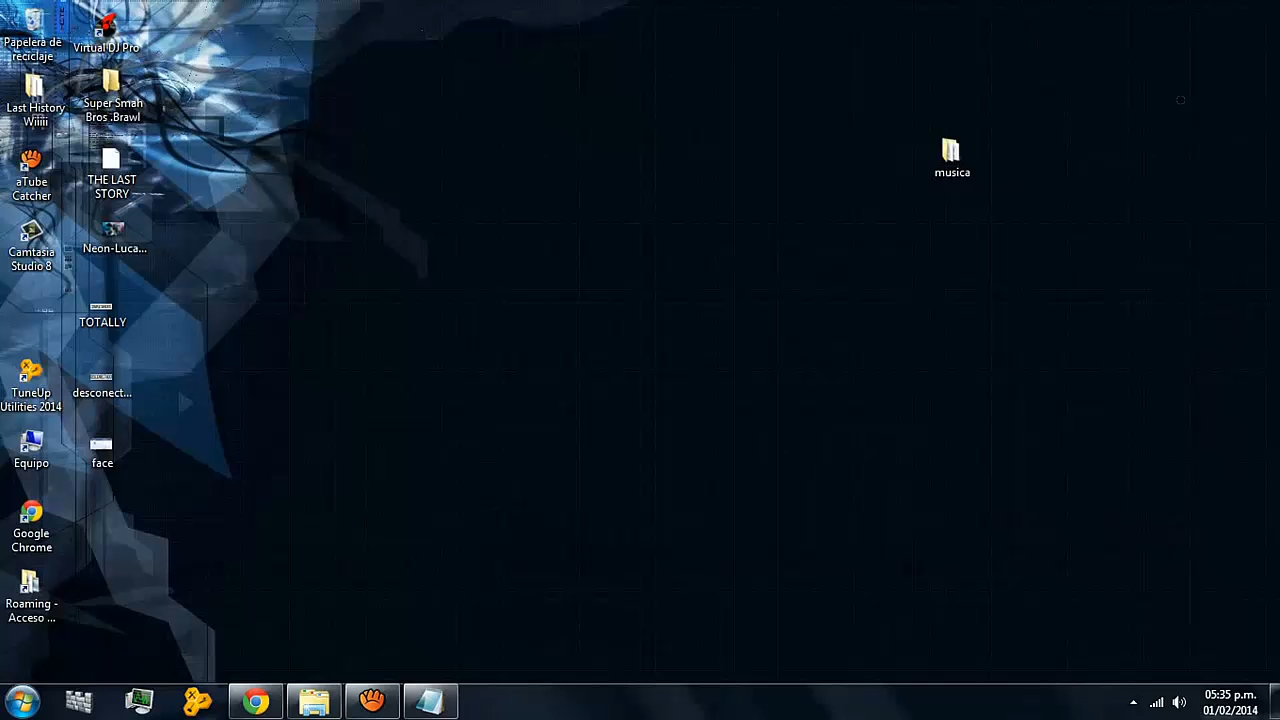 Papelera de
reciclaje
Virtual DJ Pro
Last History
Wiiiii
Super Smah
Bros .Brawl
aTube
Catcher
THE LAST
STORY
Camtasia
Studio 8
Neon-Luca...
TOTALLY
TuneUp
Utilities 2014
desconect...
Equipo
face
Google
Chrome
Roaming -
Acceso ...
musica
05:35 p.m.
01/02/2014